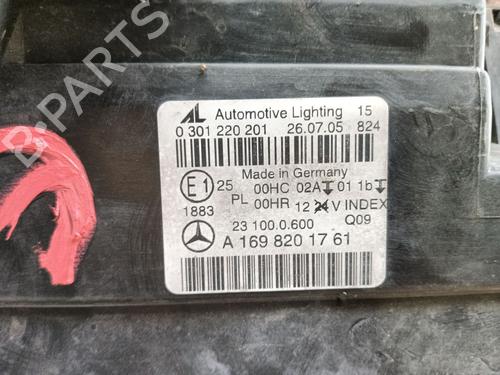 B-PARTS
AL Automotive Lighting 15
0 301 220 201 26.07.05 824
Made in Germany
E1 25 00HC 02A 01 1b
1883 PL 00HR 12 24 V INDEX
23 100.0.600 Q09
A 169 820 17 61